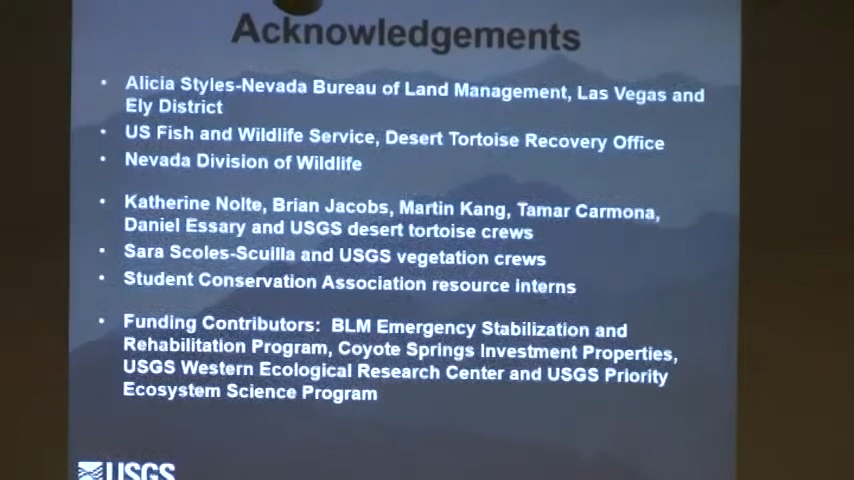 Acknowledgements
• Alicia Styles-Nevada Bureau of Land Management, Las Vegas and
Ely District
• US Fish and Wildlife Service, Desert Tortoise Recovery Office
• Nevada Division of Wildlife
• Katherine Nolte, Brian Jacobs, Martin Kang, Tamar Carmona,
Daniel Essary and USGS desert tortoise crews
• Sara Scoles-Sciulla and USGS vegetation crews
• Student Conservation Association resource interns
• Funding Contributors: BLM Emergency Stabilization and
Rehabilitation Program, Coyote Springs Investment Properties,
USGS Western Ecological Research Center and USGS Priority
Ecosystem Science Program
USGS